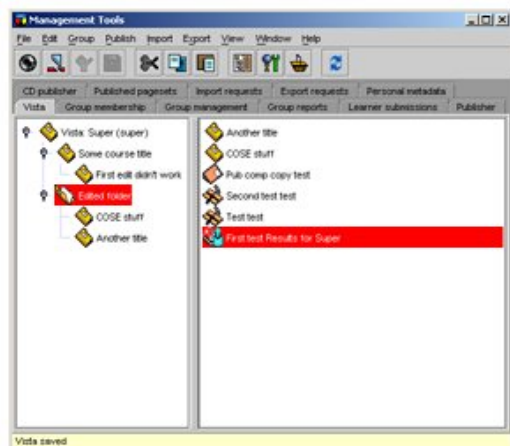 Management Tools
File Edit Group Publish Import Export View Window Help
CD publisher Published pagesets Import requests Export requests Personal metadata
Vista Group membership Group management Group reports Learner submissions Publisher
Vista: Super (super)
Some course title
First edit didn't work
Edited folder
COSE stuff
Another title
Another title
COSE stuff
Pub comp copy test
Second test test
Test test
First test Results for Super
Vista saved